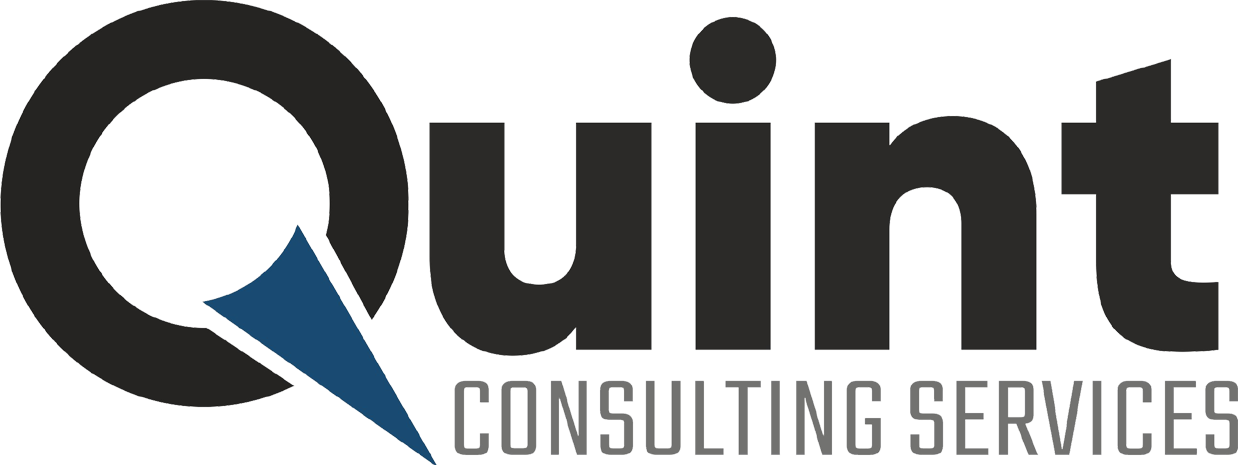 Quint
CONSULTING SERVICES